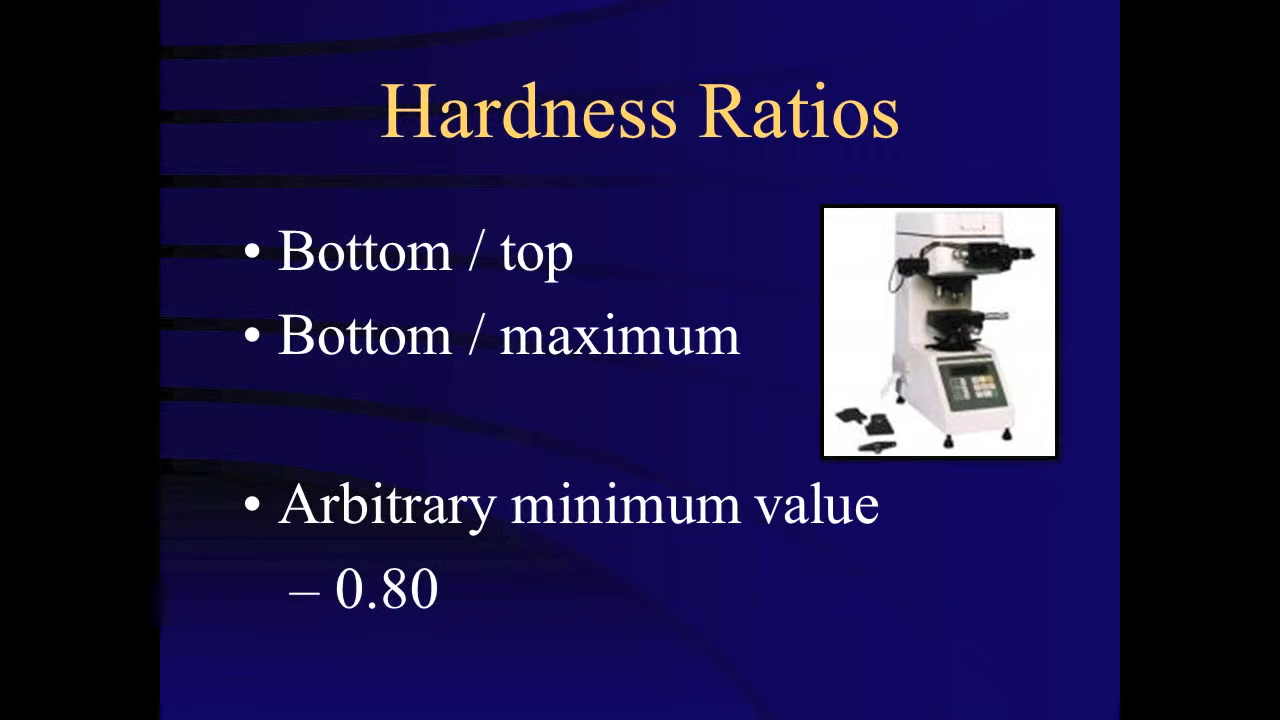 Hardness Ratios
• Bottom / top
• Bottom / maximum
• Arbitrary minimum value
– 0.80